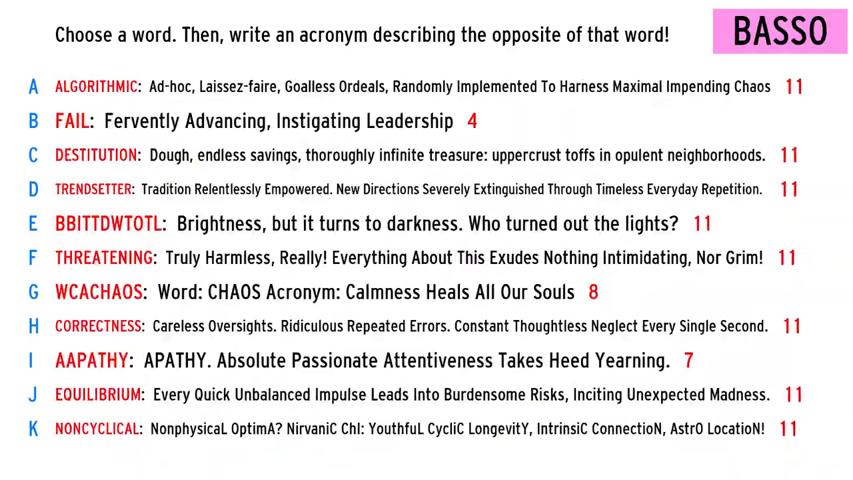 Choose a word. Then, write an acronym describing the opposite of that word!
BASSO
A ALGORITHMIC: Ad-hoc, Laissez-faire, Goalless Ordeals, Randomly Implemented To Harness Maximal Impending Chaos 11
B FAIL: Fervently Advancing, Instigating Leadership 4
C DESTITUTION: Dough, endless savings, thoroughly infinite treasure: uppercrust toffs in opulent neighborhoods. 11
D TRENDSETTER: Tradition Relentlessly Empowered. New Directions Severely Extinguished Through Timeless Everyday Repetition. 11
E BBITTDWTOTL: Brightness, but it turns to darkness. Who turned out the lights? 11
F THREATENING: Truly Harmless, Really! Everything About This Exudes Nothing Intimidating, Nor Grim! 11
G WCACHAOS: Word: CHAOS Acronym: Calmness Heals All Our Souls 8
H CORRECTNESS: Careless Oversights. Ridiculous Repeated Errors. Constant Thoughtless Neglect Every Single Second. 11
I AAPATHY: APATHY. Absolute Passionate Attentiveness Takes Heed Yearning. 7
J EQUILIBRIUM: Every Quick Unbalanced Impulse Leads Into Burdensome Risks, Inciting Unexpected Madness. 11
K NONCYCLICAL: NonphysicaL OptimA? NirvaniC ChI: YouthfuL CycliC LongevitY, IntrinsiC ConnectioN, AstrO LocatioN! 11